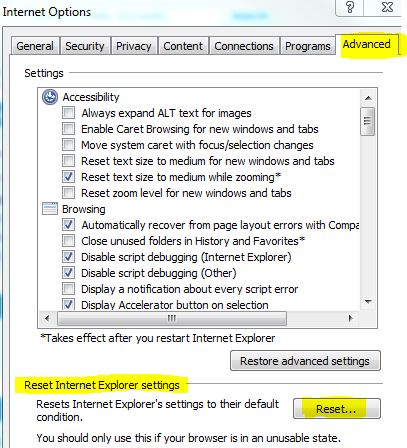 Internet Options
General Security Privacy Content Connections Programs Advanced
Settings
Accessibility
Always expand ALT text for images
Enable Caret Browsing for new windows and tabs
Move system caret with focus/selection changes
Reset text size to medium for new windows and tabs
Reset text size to medium while zooming*
Reset zoom level for new windows and tabs
Browsing
Automatically recover from page layout errors with Compa
Close unused folders in History and Favorites*
Disable script debugging (Internet Explorer)
Disable script debugging (Other)
Display a notification about every script error
Display Accelerator button on selection
*Takes effect after you restart Internet Explorer
Restore advanced settings
Reset Internet Explorer settings
Resets Internet Explorer's settings to their default
condition.
Reset...
You should only use this if your browser is in an unusable state.